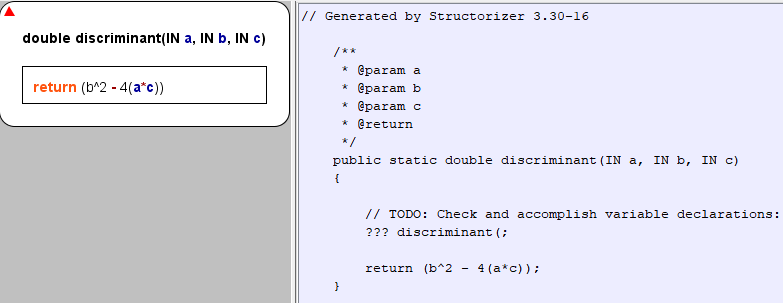 double discriminant(IN a, IN b, IN c)
return (b^2 - 4(a*c))
// Generated by Structorizer 3.30-16
/**
* @param a
* @param b
* @param c
* @return
*/
public static double discriminant(IN a, IN b, IN c)
{
// TODO: Check and accomplish variable declarations:
??? discriminant(;
return (b^2 - 4(a*c));
}